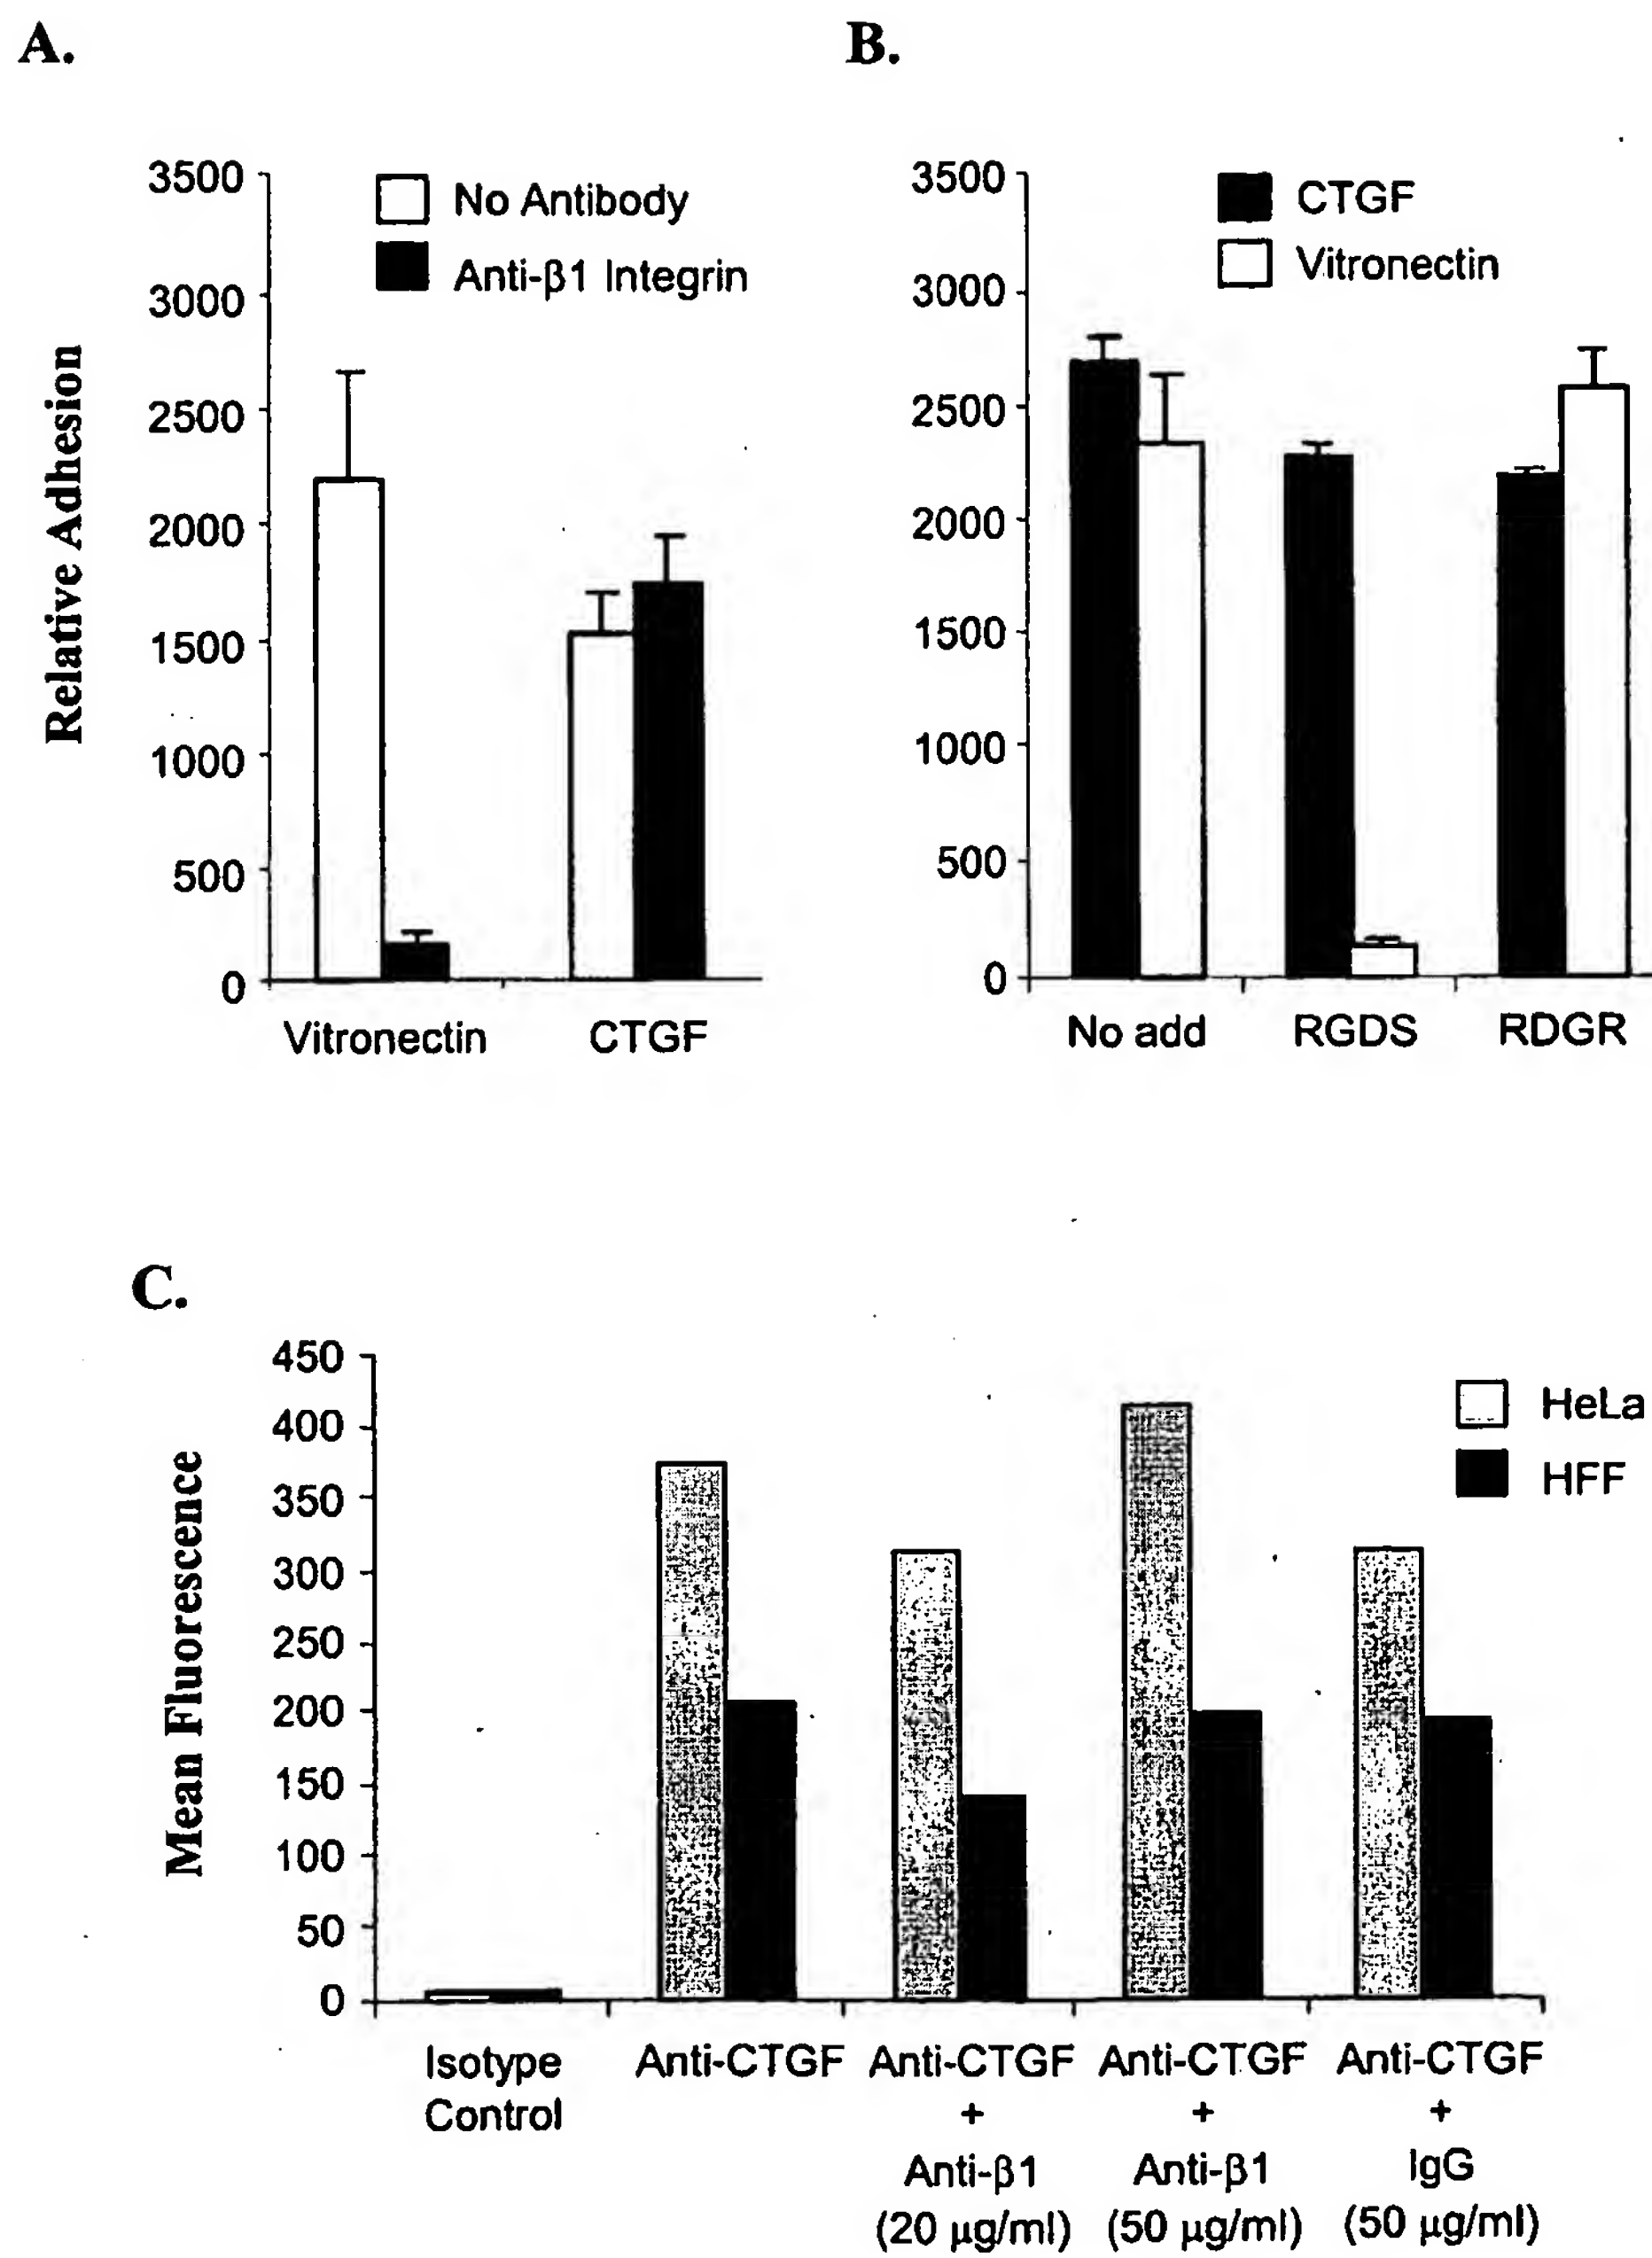 A.
3500
3000
2500
2000
1500
1000
500
0
Relative Adhesion
No Antibody
Anti-β1 Integrin
Vitronectin CTGF
B.
3500
3000
2500
2000
1500
1000
500
0
CTGF
Vitronectin
No add RGDS RDGR
C.
450
400
350
300
250
200
150
100
50
0
Mean Fluorescence
HeLa
HFF
Isotype
Control
Anti-CTGF
Anti-CTGF
+
Anti-β1
(20 µg/ml)
Anti-CTGF
+
Anti-β1
(50 µg/ml)
Anti-CTGF
+
IgG
(50 µg/ml)